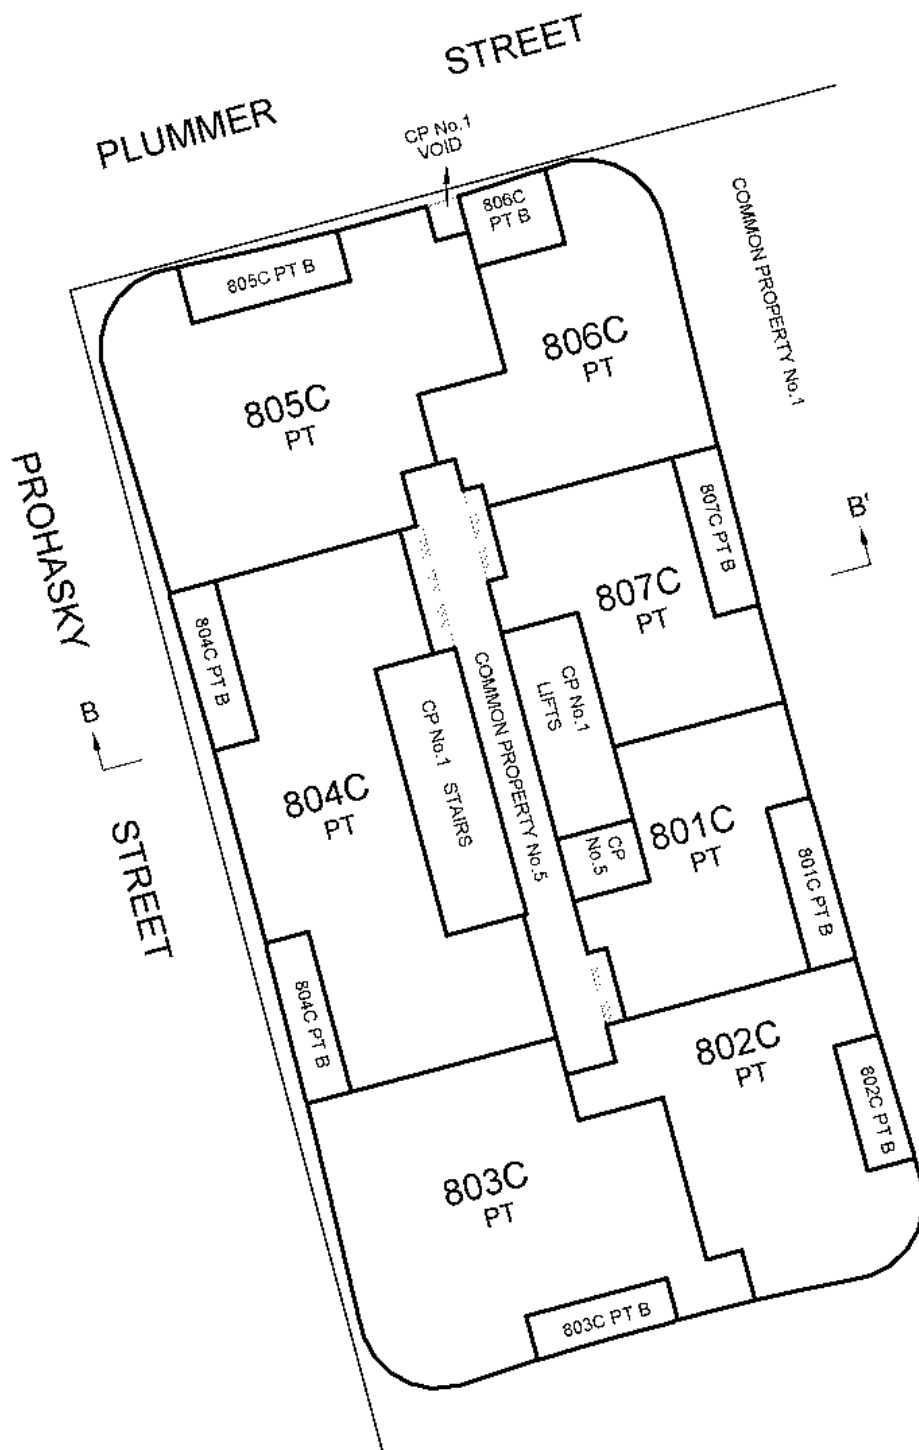 PLUMMER STREET
CP No.1
VOID
806C
PT B
805C PT B
COMMON PROPERTY No.1
806C
PT
805C
PT
PROHASKY STREET
807C PT B
B'
807C
PT
804C PT B
COMMON PROPERTY No.5
CP No.1
LIFTS
CP No.1 STAIRS
B
804C
PT
801C
PT
CP
No.5
801C PT B
804C PT B
802C
PT
802C PT B
803C
PT
803C PT B